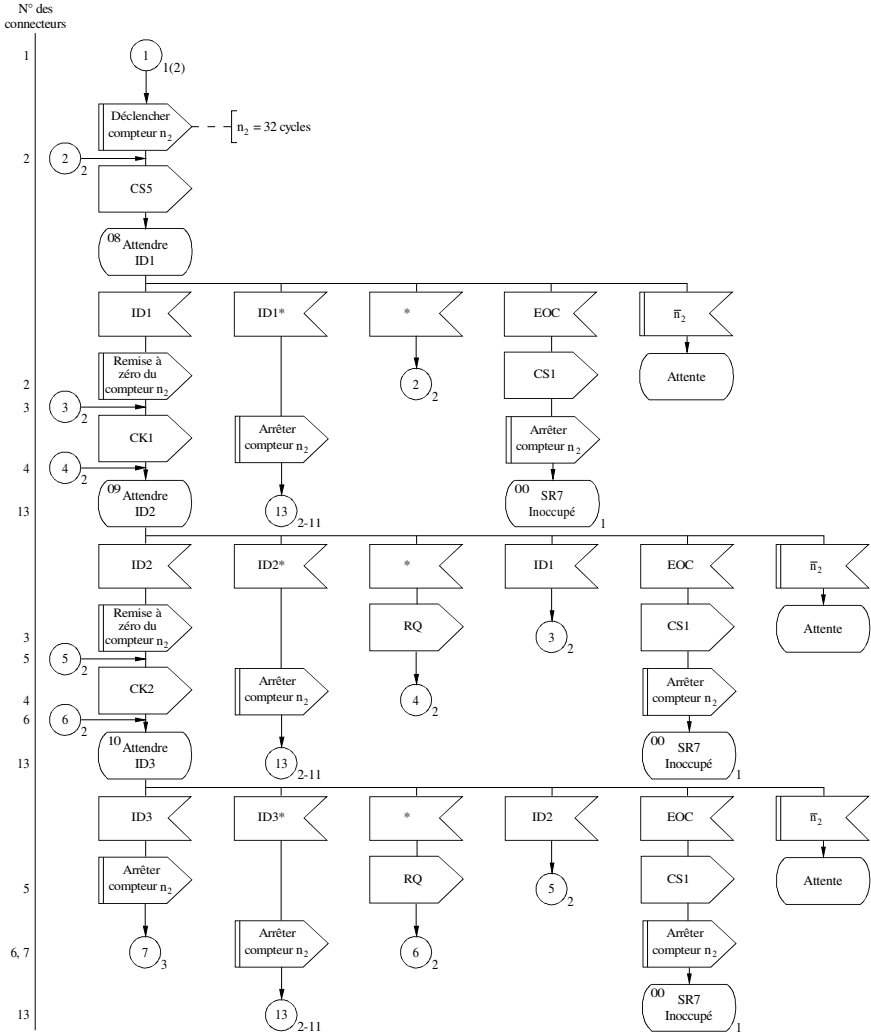 N° des
connecteurs
1
1
1(2)
Déclencher
compteur n2
n2 = 32 cycles
2
2
2
CS5
08 Attendre
ID1
ID1
ID1*
*
EOC
n̅2
2
Remise à
zéro du
compteur n2
2
2
CS1
Attente
3
3
2
CK1
Arrêter
compteur n2
Arrêter
compteur n2
4
4
2
13
09 Attendre
ID2
13
2-11
00 SR7
Inoccupé
1
ID2
ID2*
*
ID1
EOC
n̅2
3
Remise à
zéro du
compteur n2
RQ
3
2
CS1
Attente
5
5
2
4
CK2
Arrêter
compteur n2
4
2
Arrêter
compteur n2
6
6
2
13
10 Attendre
ID3
13
2-11
00 SR7
Inoccupé
1
ID3
ID3*
*
ID2
EOC
n̅2
5
Arrêter
compteur n2
RQ
5
2
CS1
Attente
6, 7
7
3
Arrêter
compteur n2
6
2
Arrêter
compteur n2
13
13
2-11
00 SR7
Inoccupé
1